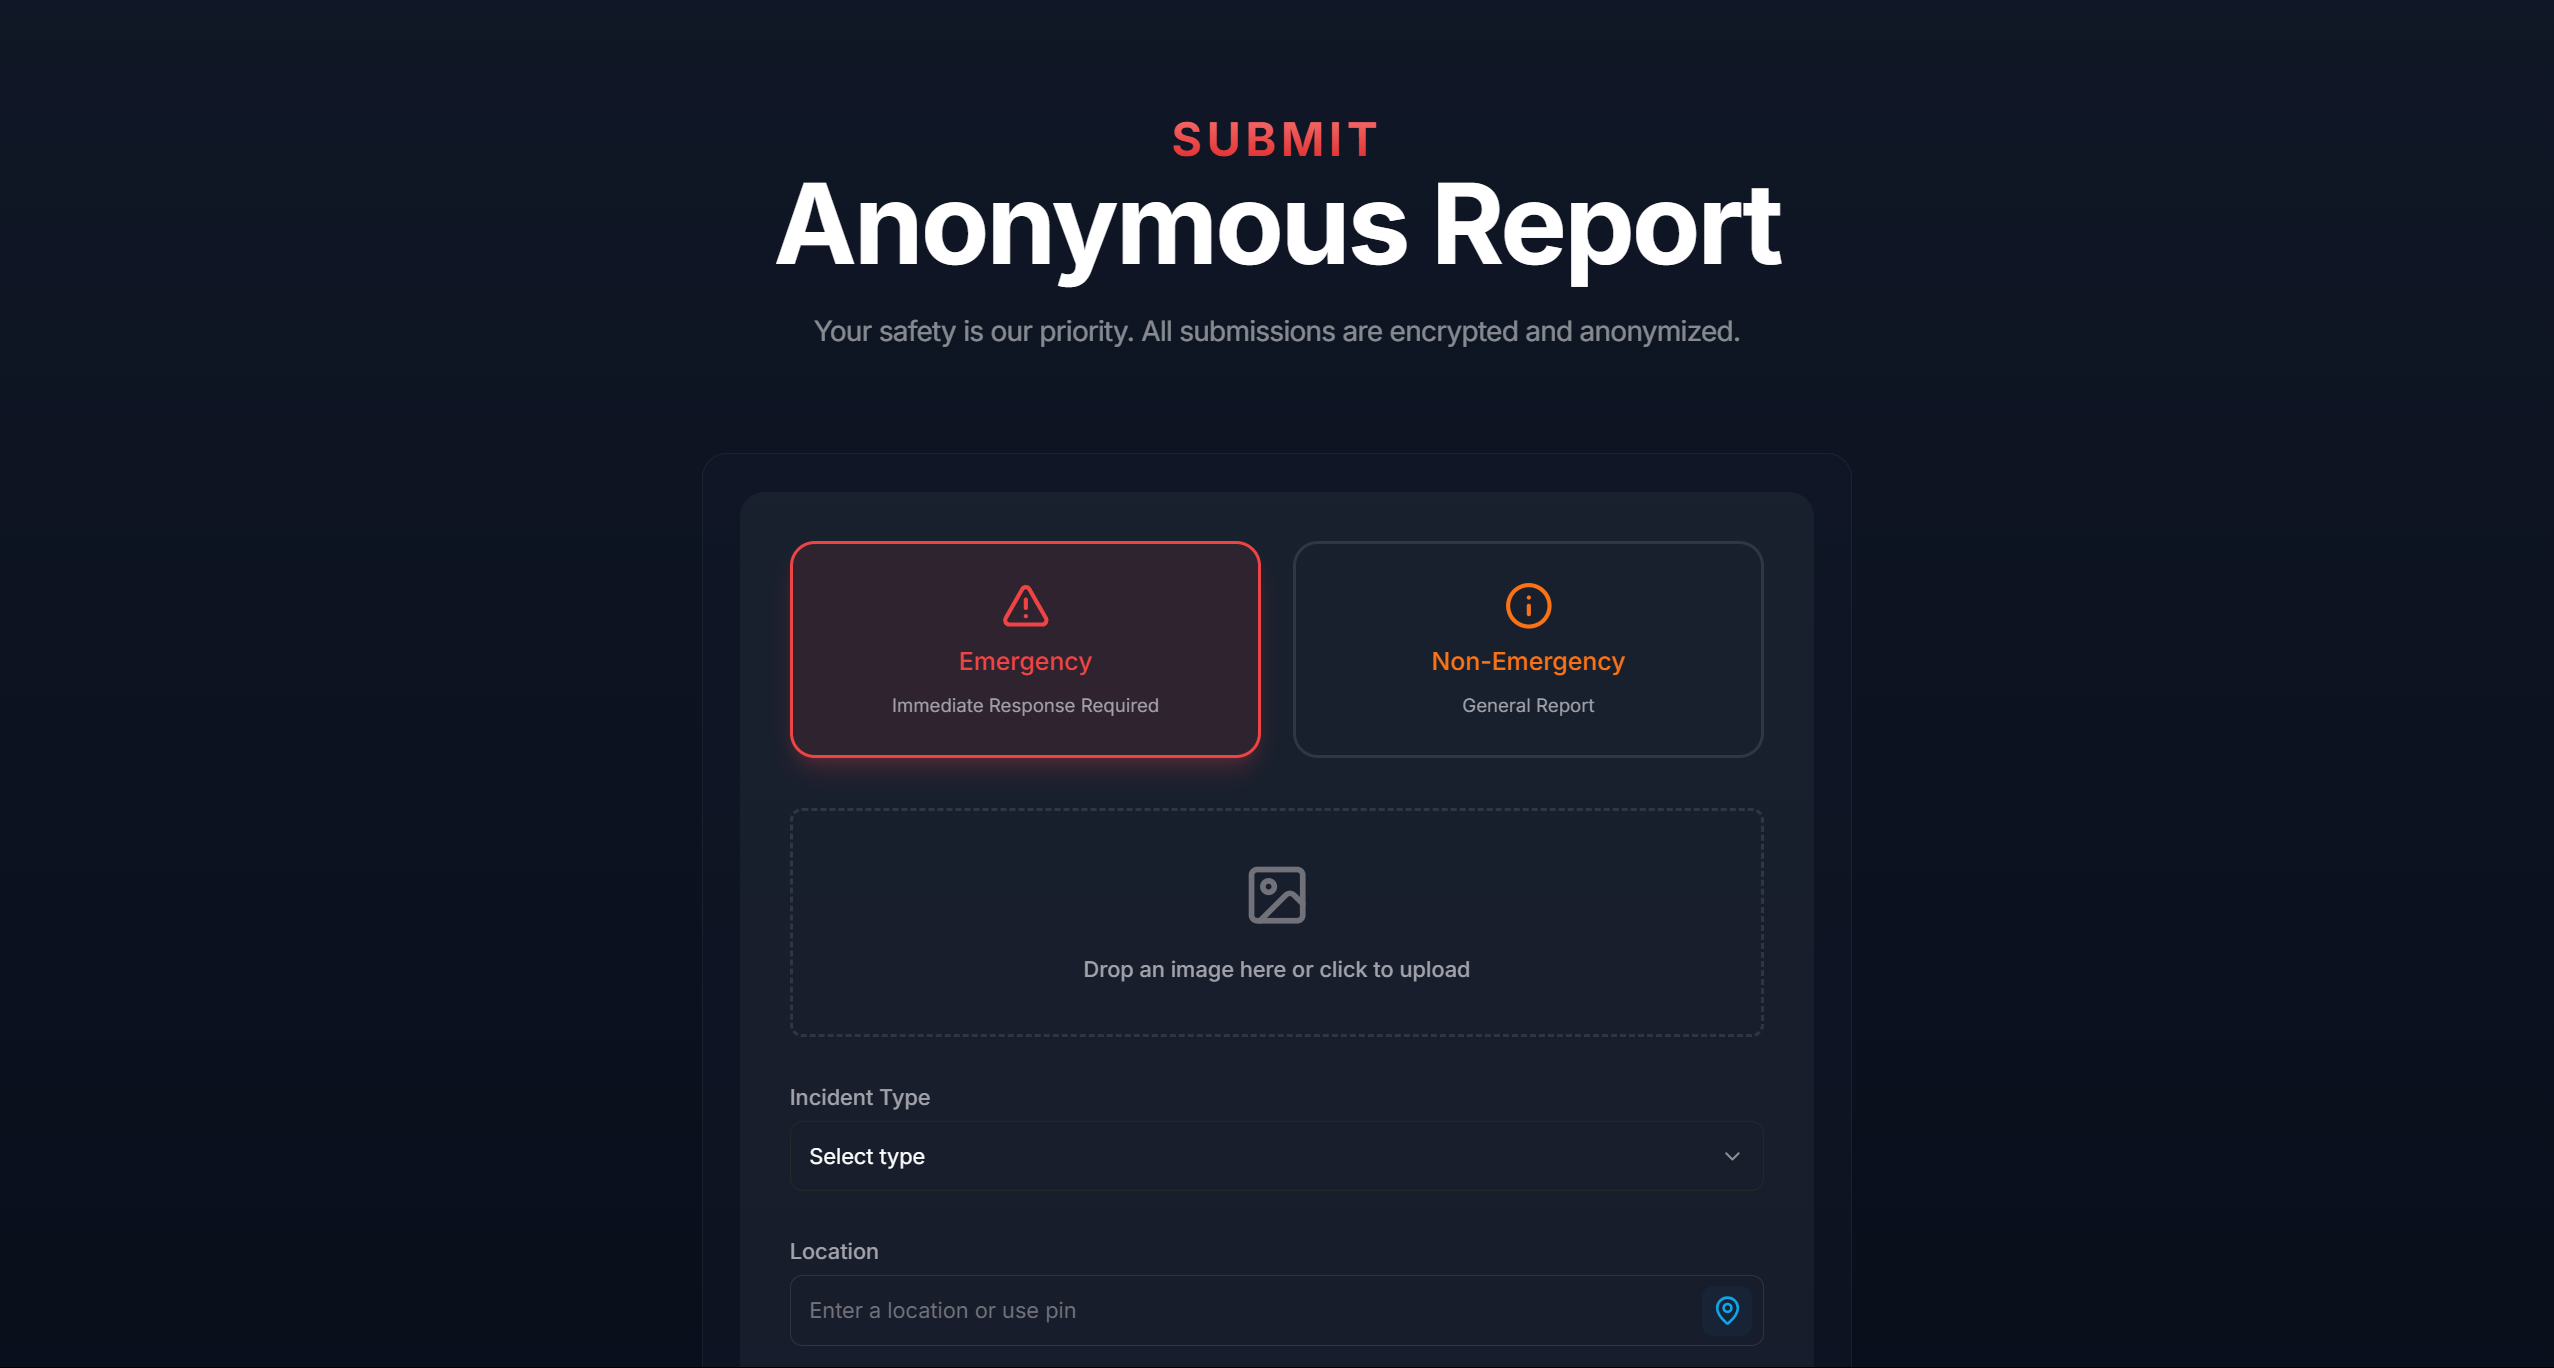 SUBMIT
Anonymous Report
Your safety is our priority. All submissions are encrypted and anonymized.
Emergency
Immediate Response Required
Non-Emergency
General Report
Drop an image here or click to upload
Incident Type
Select type
Location
Enter a location or use pin